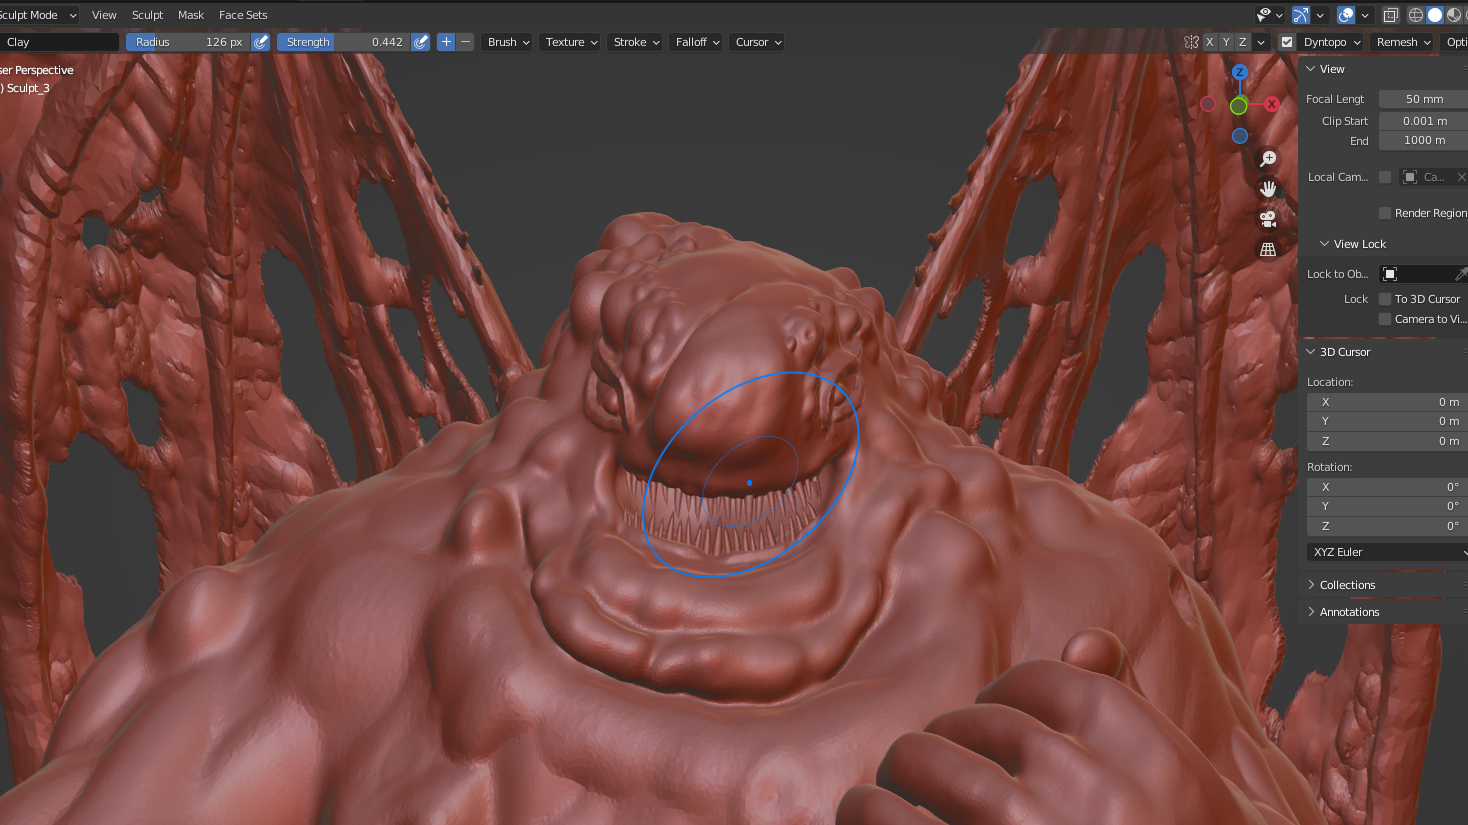 Sculpt Mode View Sculpt Mask Face Sets
Clay Radius 126 px Strength 0.442 Brush Texture Stroke Falloff Cursor X Y Z Dyntopo Remesh Opti
ser Perspective
) Sculpt_3
Z
X
View
Focal Lengt 50 mm
Clip Start 0.001 m
End 1000 m
Local Cam... Ca...
Render Region
View Lock
Lock to Ob...
Lock To 3D Cursor
Camera to Vi...
3D Cursor
Location:
X 0 m
Y 0 m
Z 0 m
Rotation:
X 0°
Y 0°
Z 0°
XYZ Euler
Collections
Annotations